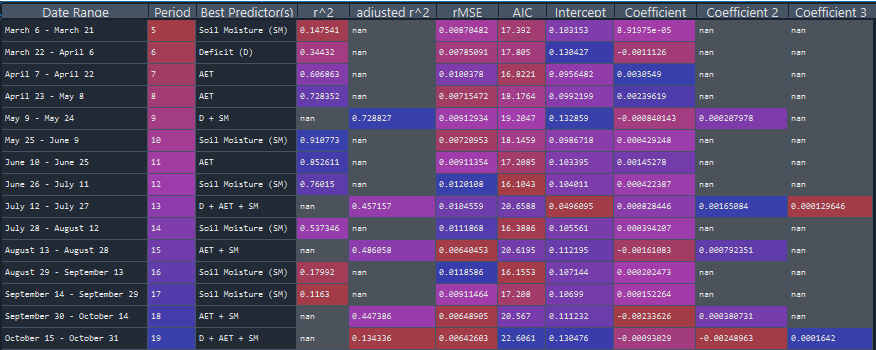 Date Range Period Best Predictor(s) r^2 adjusted r^2 rMSE AIC Intercept Coefficient Coefficient 2 Coefficient 3
March 6 - March 21 5 Soil Moisture (SM) 0.147541 nan 0.00870482 17.392 0.103153 8.91975e-05 nan nan
March 22 - April 6 6 Deficit (D) 0.34432 nan 0.00785091 17.805 0.130427 -0.0011126 nan nan
April 7 - April 22 7 AET 0.606863 nan 0.0100378 16.8221 0.0956482 0.0030549 nan nan
April 23 - May 8 8 AET 0.728352 nan 0.00715472 18.1764 0.0992199 0.00239619 nan nan
May 9 - May 24 9 D + SM nan 0.728827 0.00912934 19.2047 0.132859 -0.000840143 0.000207978 nan
May 25 - June 9 10 Soil Moisture (SM) 0.910773 nan 0.00720953 18.1459 0.0986718 0.000429248 nan nan
June 10 - June 25 11 AET 0.852611 nan 0.00911354 17.2085 0.103395 0.00145278 nan nan
June 26 - July 11 12 Soil Moisture (SM) 0.76015 nan 0.0120108 16.1043 0.104011 0.000422387 nan nan
July 12 - July 27 13 D + AET + SM nan 0.457157 0.0104559 20.6588 0.0496095 0.000828446 0.00165084 0.000129646
July 28 - August 12 14 Soil Moisture (SM) 0.537346 nan 0.0111868 16.3886 0.105561 0.000394207 nan nan
August 13 - August 28 15 AET + SM nan 0.486058 0.00640453 20.6195 0.112195 -0.00161083 0.000792351 nan
August 29 - September 13 16 Soil Moisture (SM) 0.17992 nan 0.0118586 16.1553 0.107144 0.000202473 nan nan
September 14 - September 29 17 Soil Moisture (SM) 0.1163 nan 0.00911464 17.208 0.10699 0.000152264 nan nan
September 30 - October 14 18 AET + SM nan 0.447386 0.00648905 20.567 0.111232 -0.00233626 0.000380731 nan
October 15 - October 31 19 D + AET + SM nan 0.134336 0.00642603 22.6061 0.130476 -0.00093029 -0.00248963 0.0001642